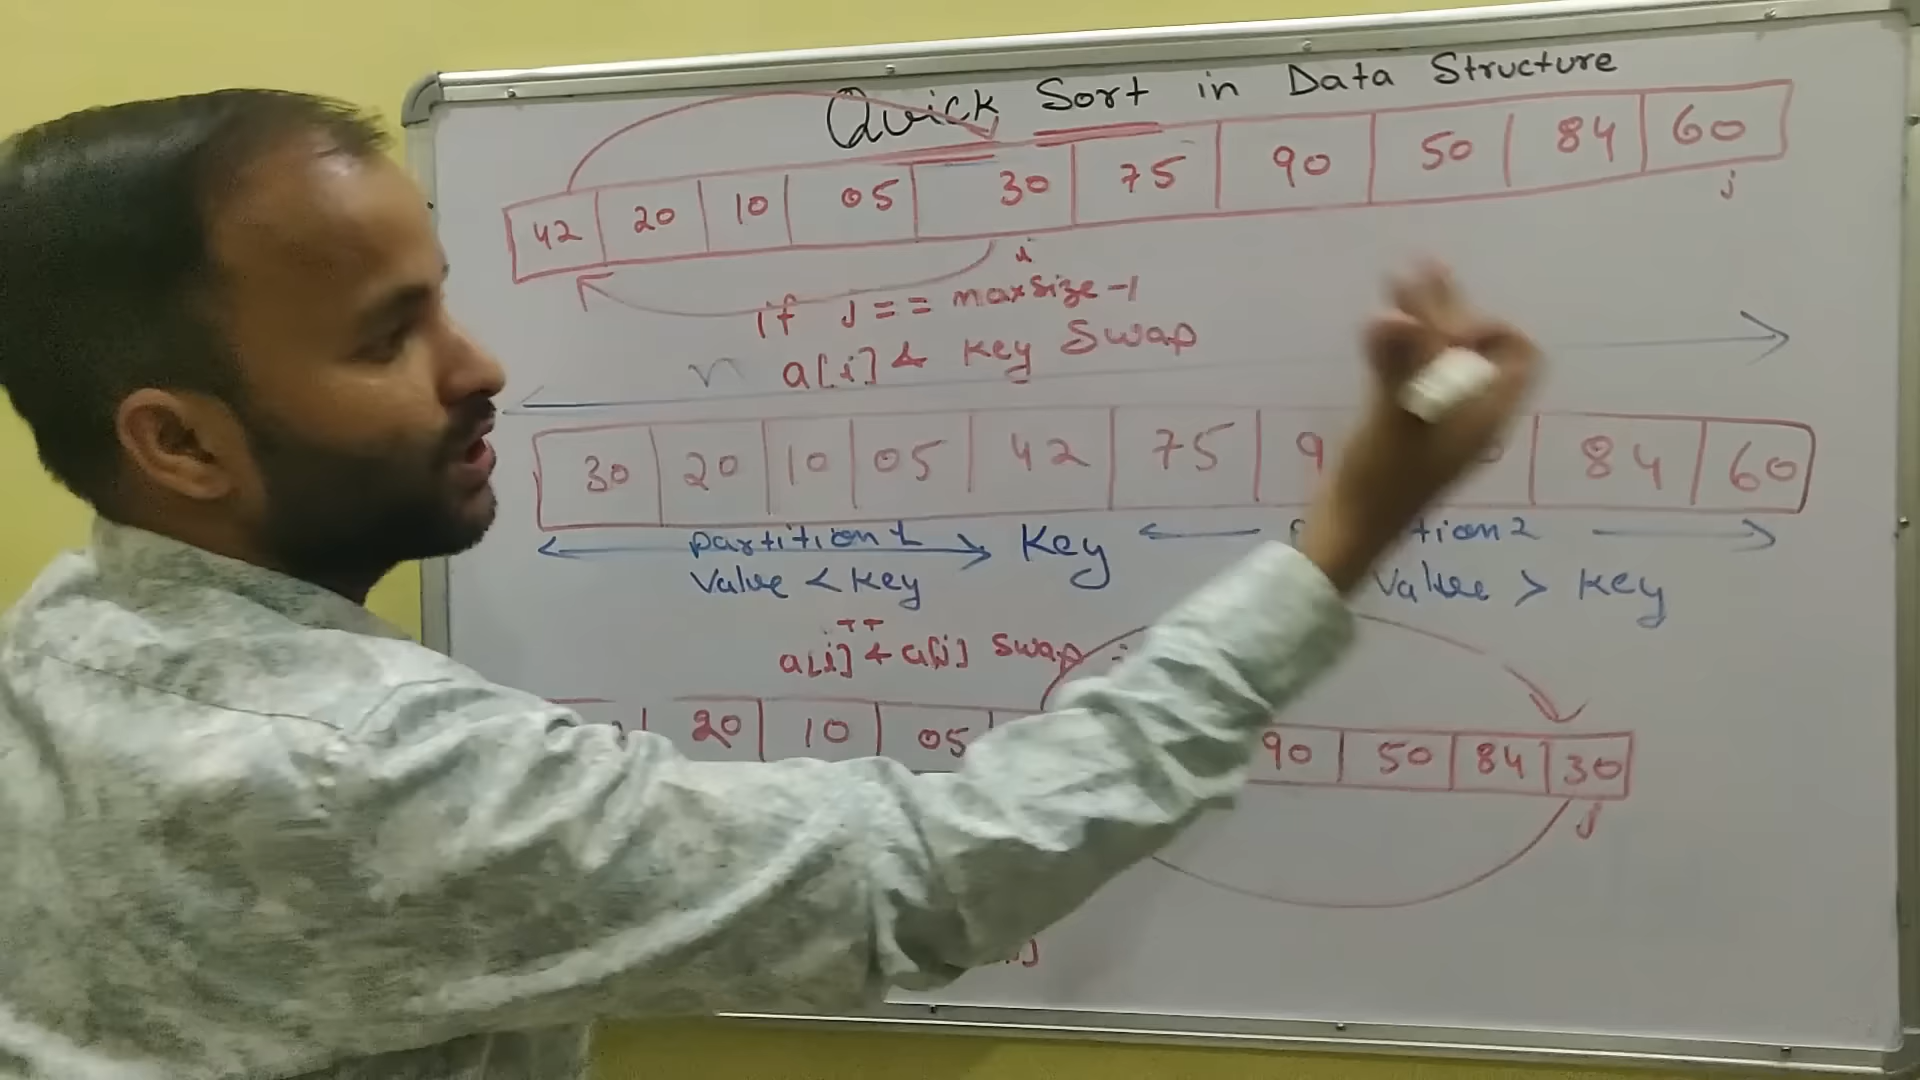 Quick Sort in Data Structure
42 20 10 05 30 75 90 50 84 60
i j
if j == maxsize-1
a[i] & key swap
n
30 20 10 05 42 75 84 60
partition 1 Key
Value < key Value > key
++
a[i] & a[j] swap
20 10 05 90 50 84 30
j